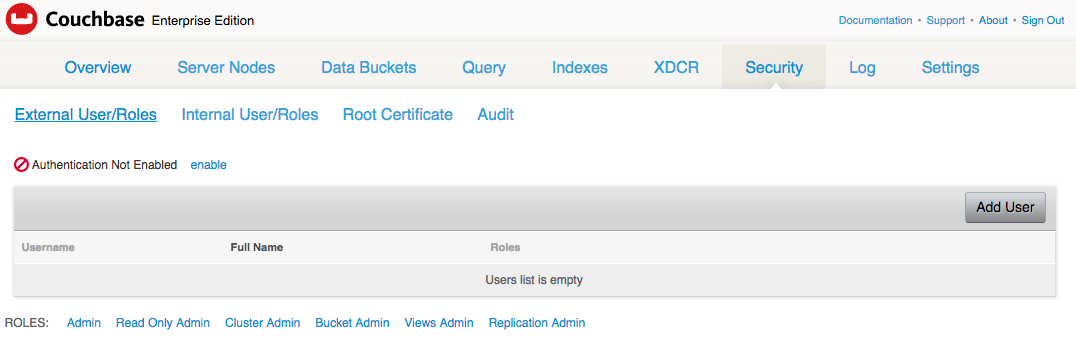 Couchbase Enterprise Edition
Documentation • Support • About • Sign Out
Overview Server Nodes Data Buckets Query Indexes XDCR Security Log Settings
External User/Roles Internal User/Roles Root Certificate Audit
Authentication Not Enabled enable
Add User
Username Full Name Roles
Users list is empty
ROLES: Admin Read Only Admin Cluster Admin Bucket Admin Views Admin Replication Admin